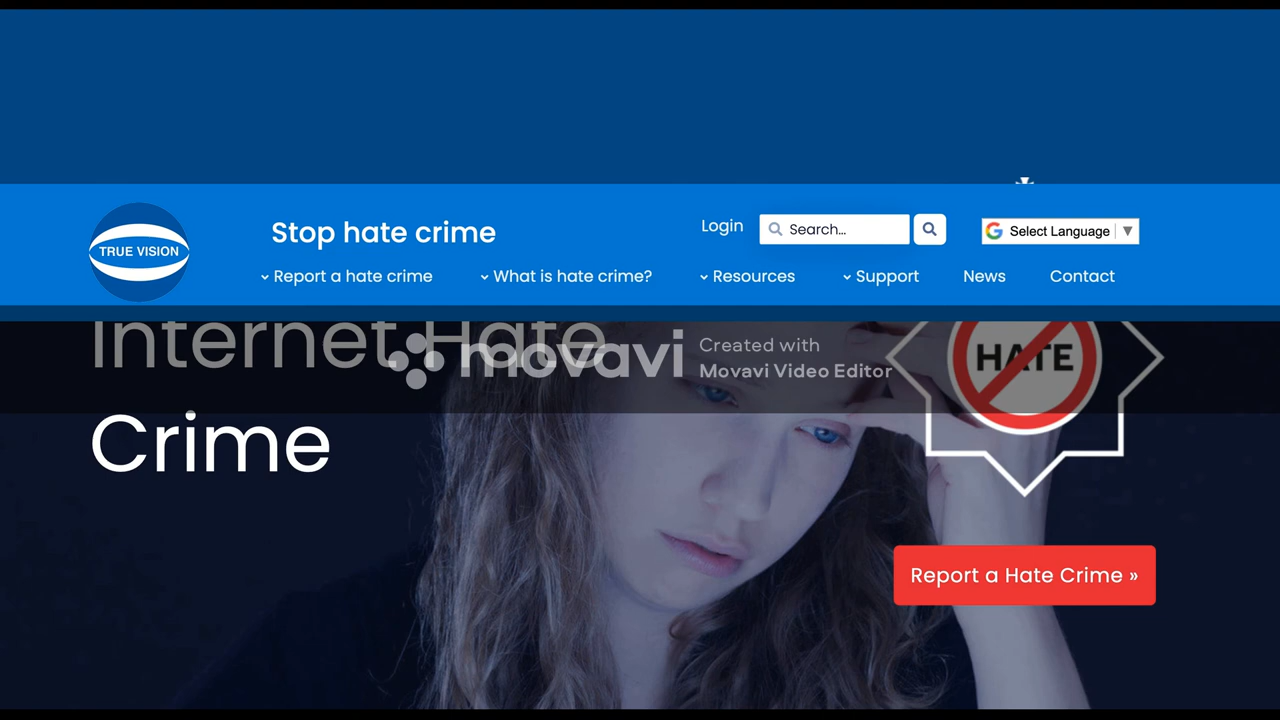 TRUE VISION
Stop hate crime
Login
Search...
Select Language
Report a hate crime
What is hate crime?
Resources
Support
News
Contact
Internet Hate
Crime
movavi
Created with
Movavi Video Editor
HATE
Report a Hate Crime »